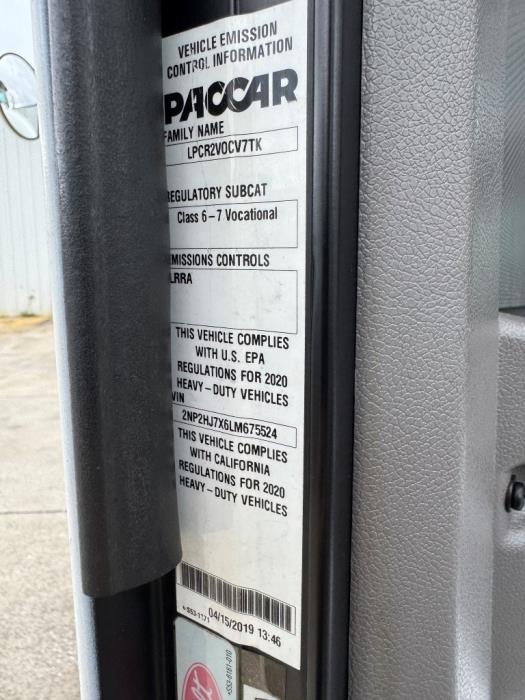 VEHICLE EMISSION
CONTROL INFORMATION
PACCAR
FAMILY NAME
LPCR2VOCV7TK
REGULATORY SUBCAT
Class 6-7 Vocational
EMISSIONS CONTROLS
LRRA
THIS VEHICLE COMPLIES
WITH U.S. EPA
REGULATIONS FOR 2020
HEAVY-DUTY VEHICLES
VIN
2NP2HJ7X6LM675524
THIS VEHICLE COMPLIES
WITH CALIFORNIA
REGULATIONS FOR 2020
HEAVY-DUTY VEHICLES
04/15/2019 13:46